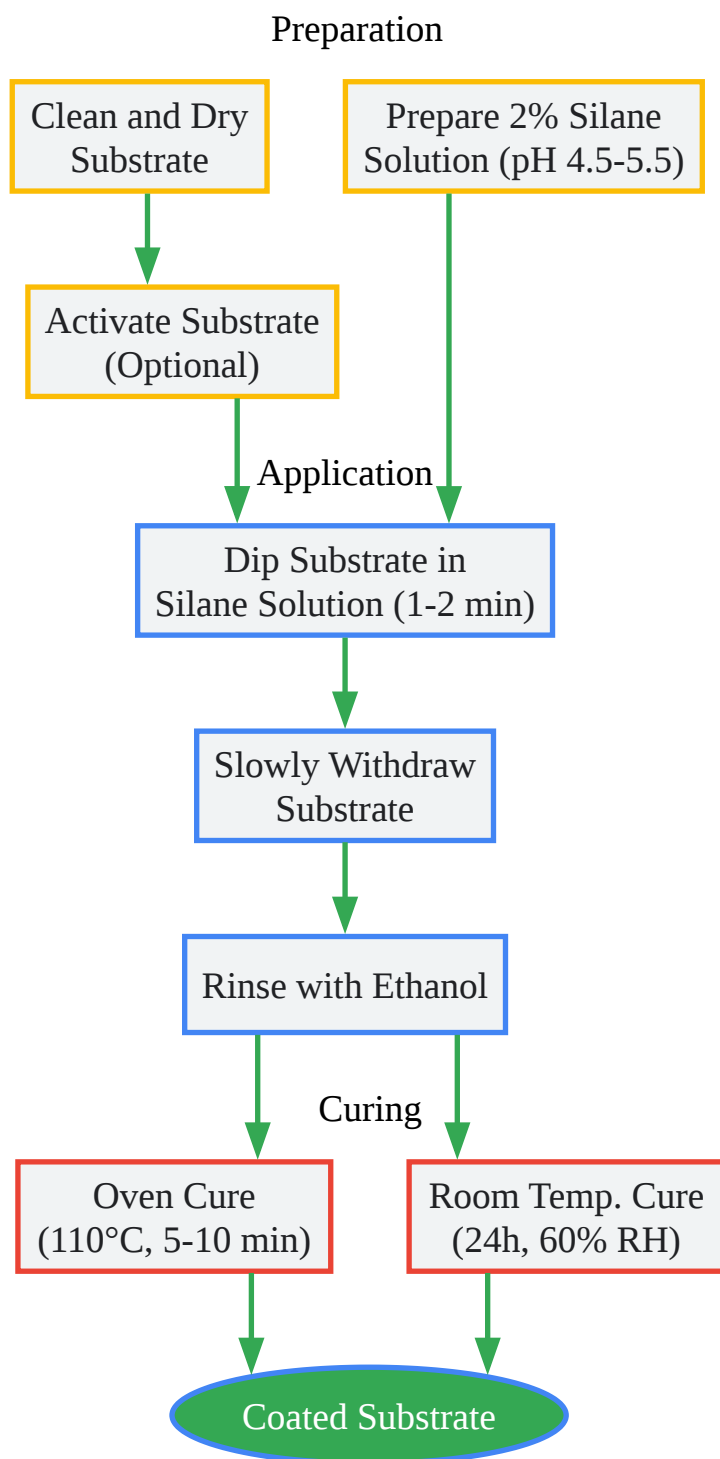 Preparation
Clean and Dry
Substrate
Prepare 2% Silane
Solution (pH 4.5-5.5)
Activate Substrate
(Optional)
Application
Dip Substrate in
Silane Solution (1-2 min)
Slowly Withdraw
Substrate
Rinse with Ethanol
Curing
Oven Cure
(110°C, 5-10 min)
Room Temp. Cure
(24h, 60% RH)
Coated Substrate